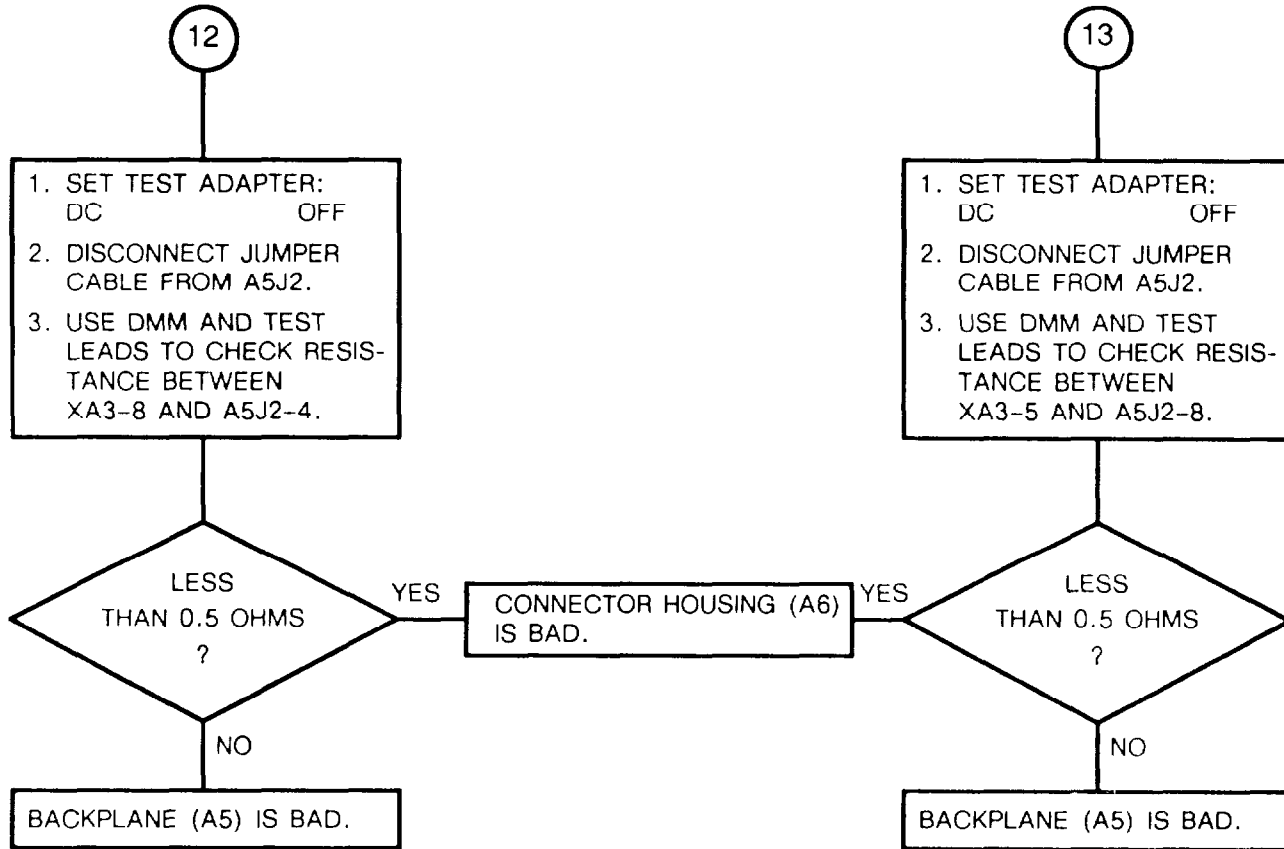 12
1. SET TEST ADAPTER:
DC OFF
2. DISCONNECT JUMPER
CABLE FROM A5J2.
3. USE DMM AND TEST
LEADS TO CHECK RESIS-
TANCE BETWEEN
XA3-8 AND A5J2-4.
LESS
THAN 0.5 OHMS
?
YES
NO
BACKPLANE (A5) IS BAD.
CONNECTOR HOUSING (A6)
IS BAD.
13
1. SET TEST ADAPTER:
DC OFF
2. DISCONNECT JUMPER
CABLE FROM A5J2.
3. USE DMM AND TEST
LEADS TO CHECK RESIS-
TANCE BETWEEN
XA3-5 AND A5J2-8.
YES
LESS
THAN 0.5 OHMS
?
NO
BACKPLANE (A5) IS BAD.